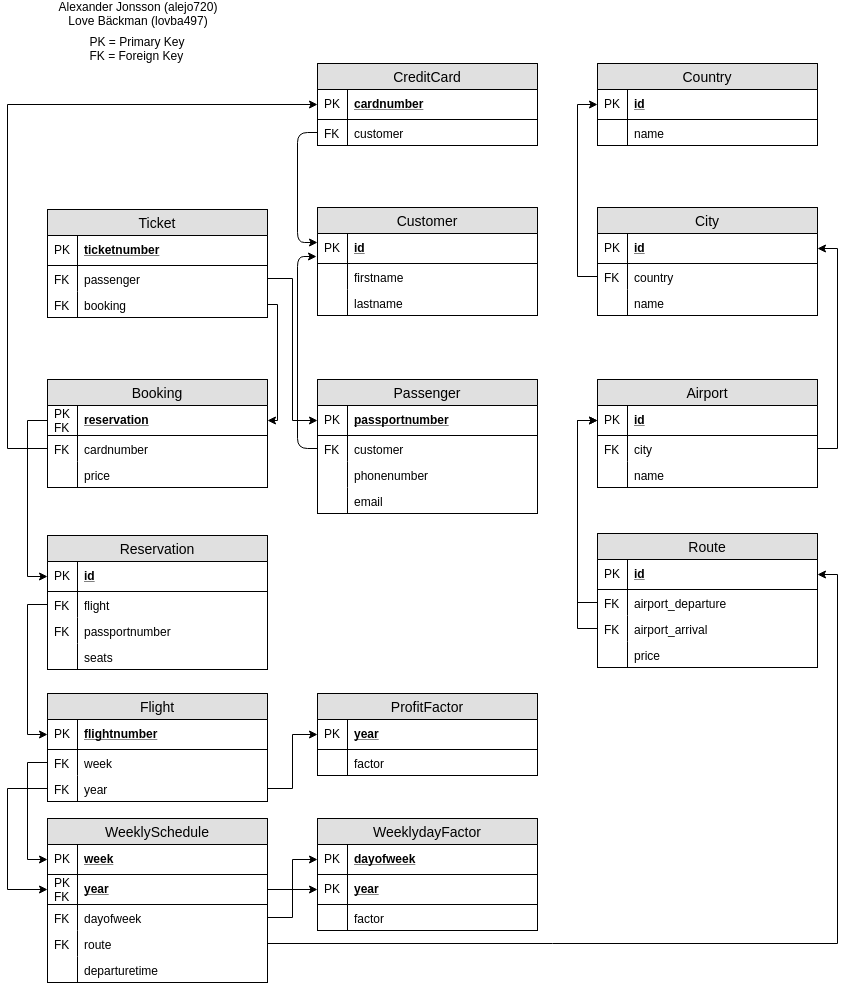 Alexander Jonsson (alejo720)
Love Bäckman (lovba497)
PK = Primary Key
FK = Foreign Key
CreditCard
PK cardnumber
FK customer
Country
PK id
name
Ticket
PK ticketnumber
FK passenger
FK booking
Customer
PK id
firstname
lastname
City
PK id
FK country
name
Booking
PK
FK
reservation
FK cardnumber
price
Passenger
PK passportnumber
FK customer
phonenumber
email
Airport
PK id
FK city
name
Reservation
PK id
FK flight
FK passportnumber
seats
Route
PK id
FK airport_departure
FK airport_arrival
price
Flight
PK flightnumber
FK week
FK year
ProfitFactor
PK year
factor
WeeklySchedule
PK week
PK
FK
year
FK dayofweek
FK route
departuretime
WeeklydayFactor
PK dayofweek
PK year
factor